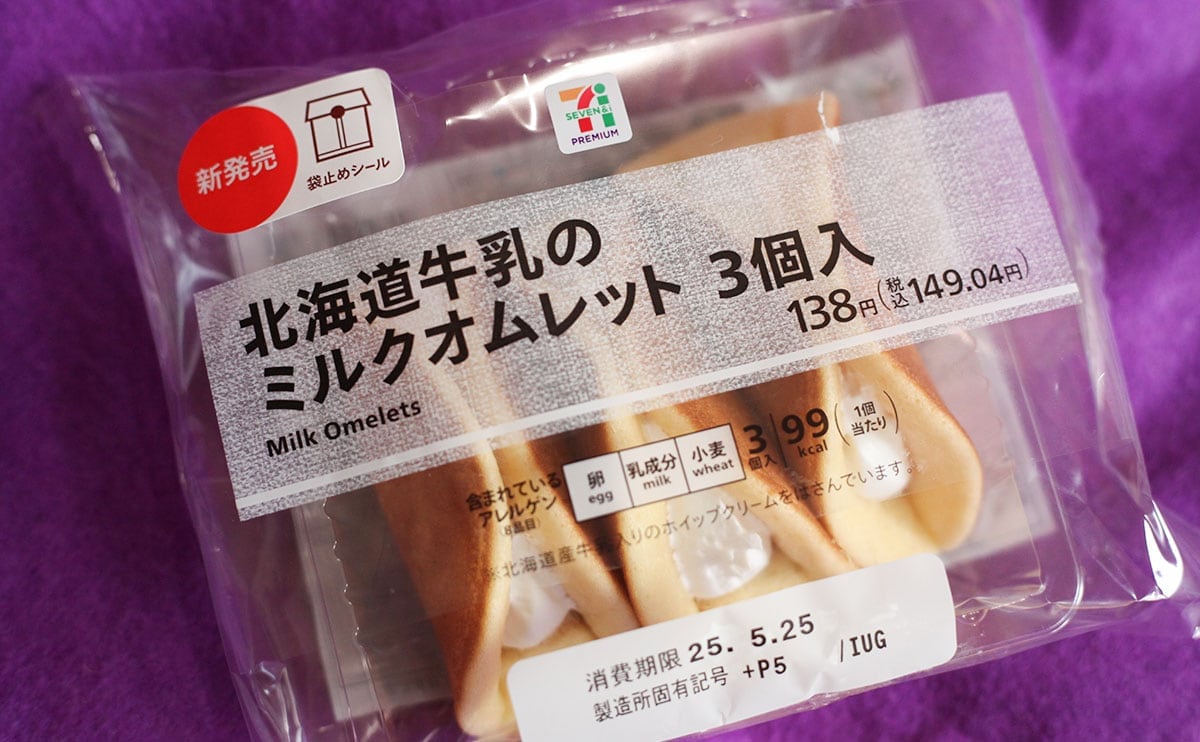 新発売
袋止めシール
SEVEN&i
PREMIUM
北海道牛乳の
ミルクオムレット 3個入
138円(税込149.04円)
Milk Omelets
含まれている
アレルゲン
(8品目)
卵
egg
乳成分
milk
小麦
wheat
3
個入
99
kcal
(1個
当たり)
※北海道産牛乳入りのホイップクリームをはさんでいます。
消費期限 25. 5.25
製造所固有記号 +P5 /IUG